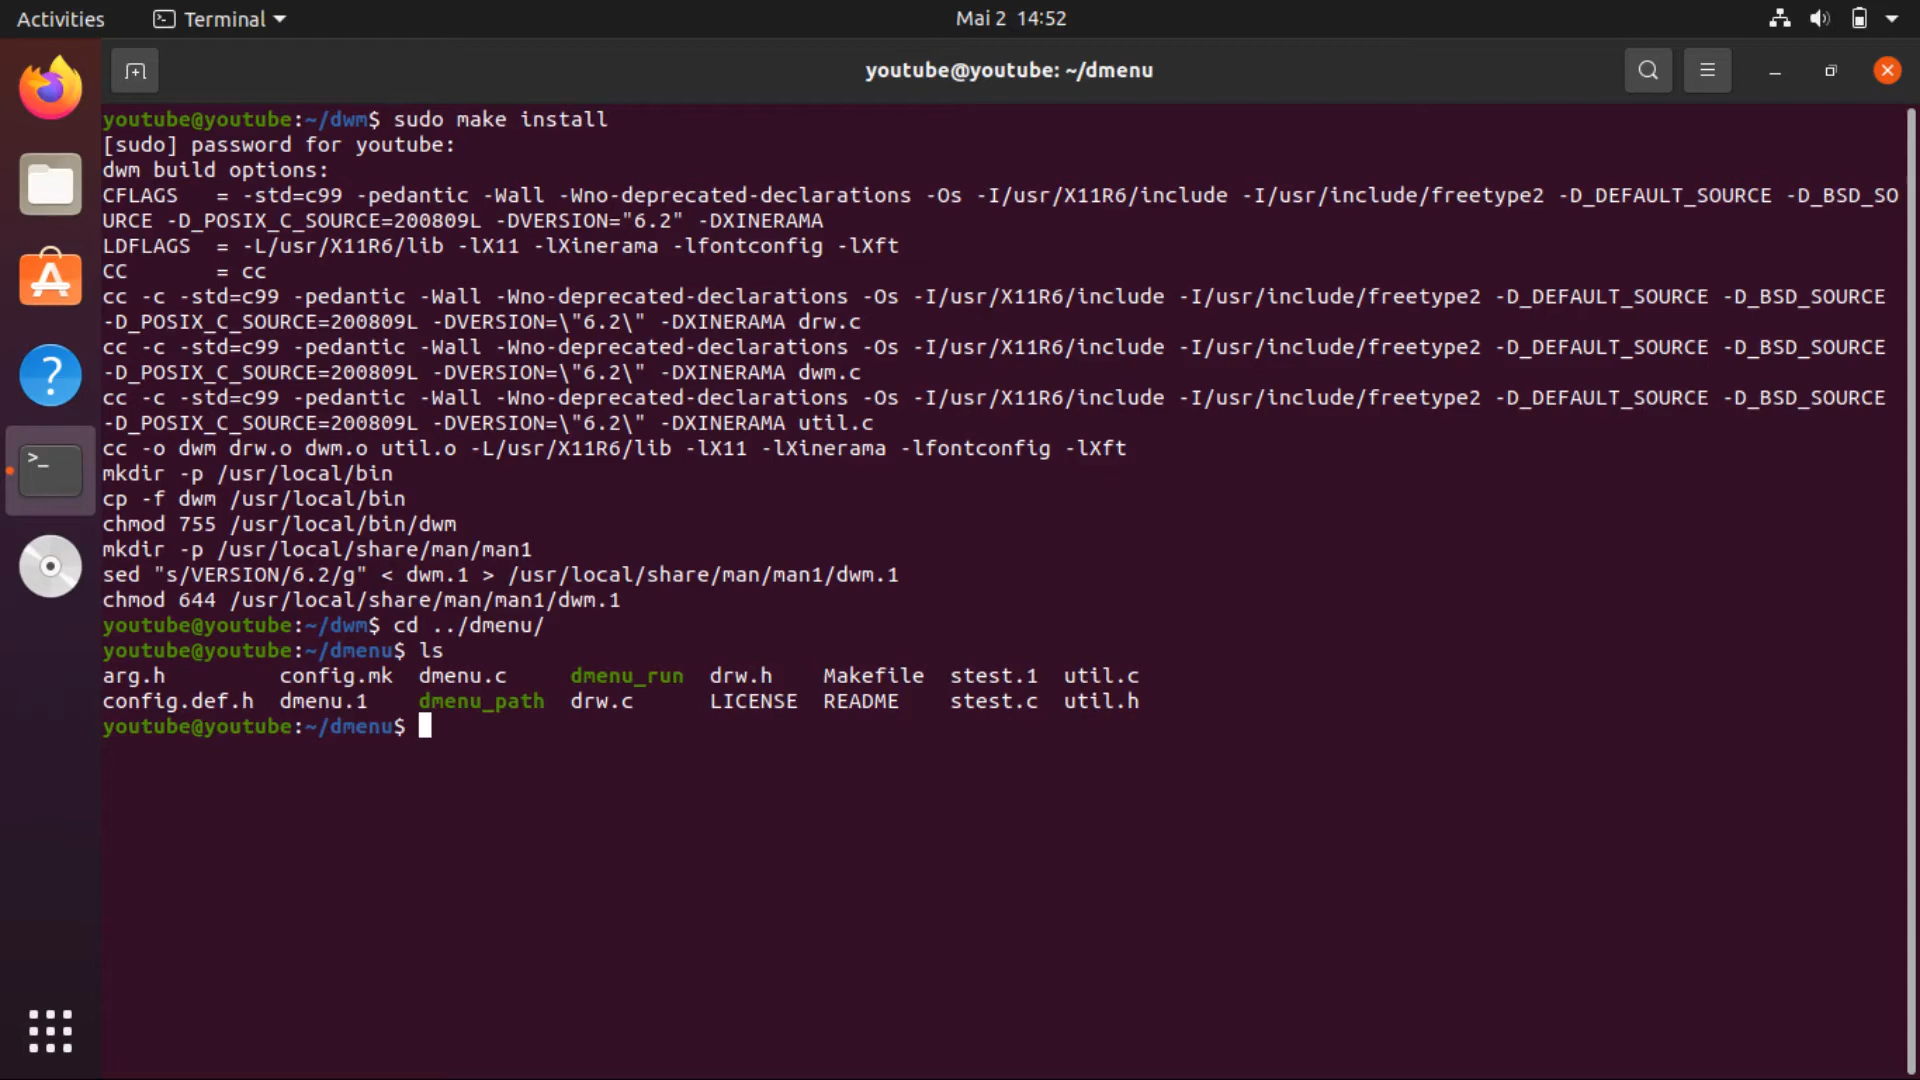 Activities Terminal Mai 2 14:52
youtube@youtube: ~/dmenu
youtube@youtube:~/dwm$ sudo make install
[sudo] password for youtube:
dwm build options:
CFLAGS   = -std=c99 -pedantic -Wall -Wno-deprecated-declarations -Os -I/usr/X11R6/include -I/usr/include/freetype2 -D_DEFAULT_SOURCE -D_BSD_SO
URCE -D_POSIX_C_SOURCE=200809L -DVERSION="6.2" -DXINERAMA
LDFLAGS  = -L/usr/X11R6/lib -lX11 -lXinerama -lfontconfig -lXft
CC       = cc
cc -c -std=c99 -pedantic -Wall -Wno-deprecated-declarations -Os -I/usr/X11R6/include -I/usr/include/freetype2 -D_DEFAULT_SOURCE -D_BSD_SOURCE
-D_POSIX_C_SOURCE=200809L -DVERSION=\"6.2\" -DXINERAMA drw.c
cc -c -std=c99 -pedantic -Wall -Wno-deprecated-declarations -Os -I/usr/X11R6/include -I/usr/include/freetype2 -D_DEFAULT_SOURCE -D_BSD_SOURCE
-D_POSIX_C_SOURCE=200809L -DVERSION=\"6.2\" -DXINERAMA dwm.c
cc -c -std=c99 -pedantic -Wall -Wno-deprecated-declarations -Os -I/usr/X11R6/include -I/usr/include/freetype2 -D_DEFAULT_SOURCE -D_BSD_SOURCE
-D_POSIX_C_SOURCE=200809L -DVERSION=\"6.2\" -DXINERAMA util.c
cc -o dwm drw.o dwm.o util.o -L/usr/X11R6/lib -lX11 -lXinerama -lfontconfig -lXft
mkdir -p /usr/local/bin
cp -f dwm /usr/local/bin
chmod 755 /usr/local/bin/dwm
mkdir -p /usr/local/share/man/man1
sed "s/VERSION/6.2/g" < dwm.1 > /usr/local/share/man/man1/dwm.1
chmod 644 /usr/local/share/man/man1/dwm.1
youtube@youtube:~/dwm$ cd ../dmenu/
youtube@youtube:~/dmenu$ ls
arg.h         config.mk  dmenu.c     dmenu_run  drw.h    Makefile  stest.1  util.c
config.def.h  dmenu.1    dmenu_path  drw.c      LICENSE  README    stest.c  util.h
youtube@youtube:~/dmenu$